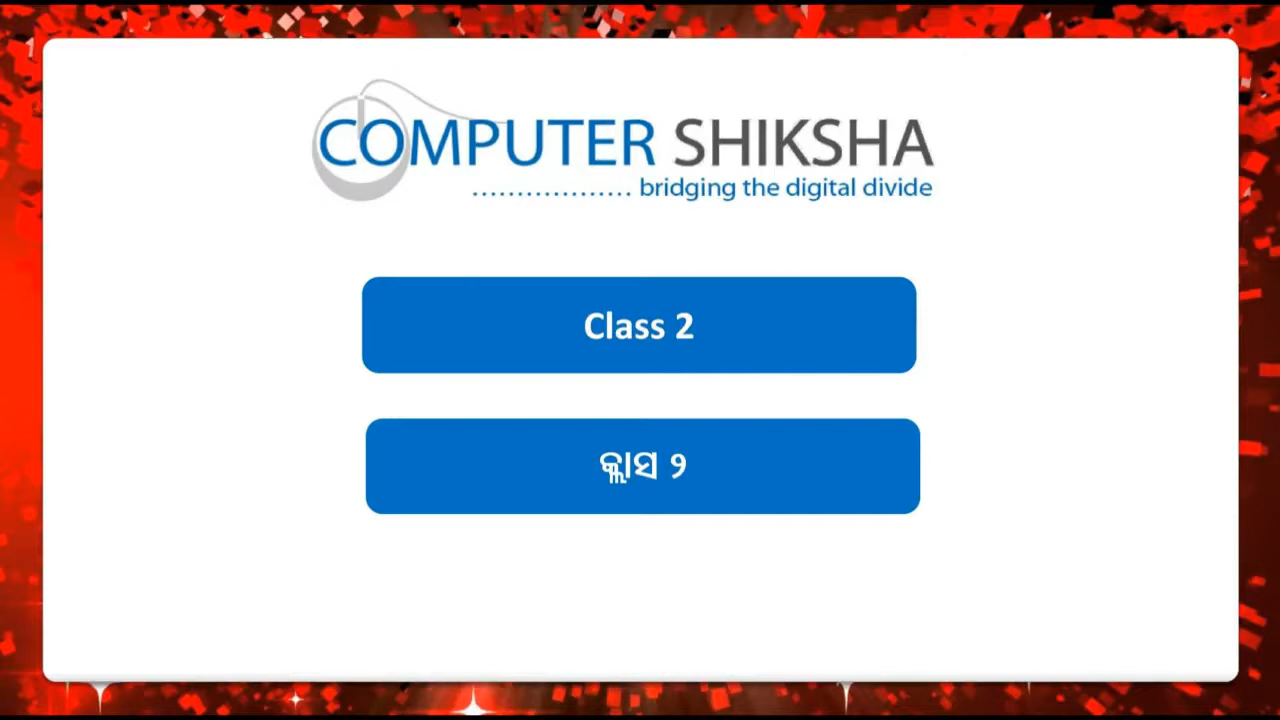 COMPUTER SHIKSHA
.................. bridging the digital divide
Class 2
କ୍ଲାସ ୨